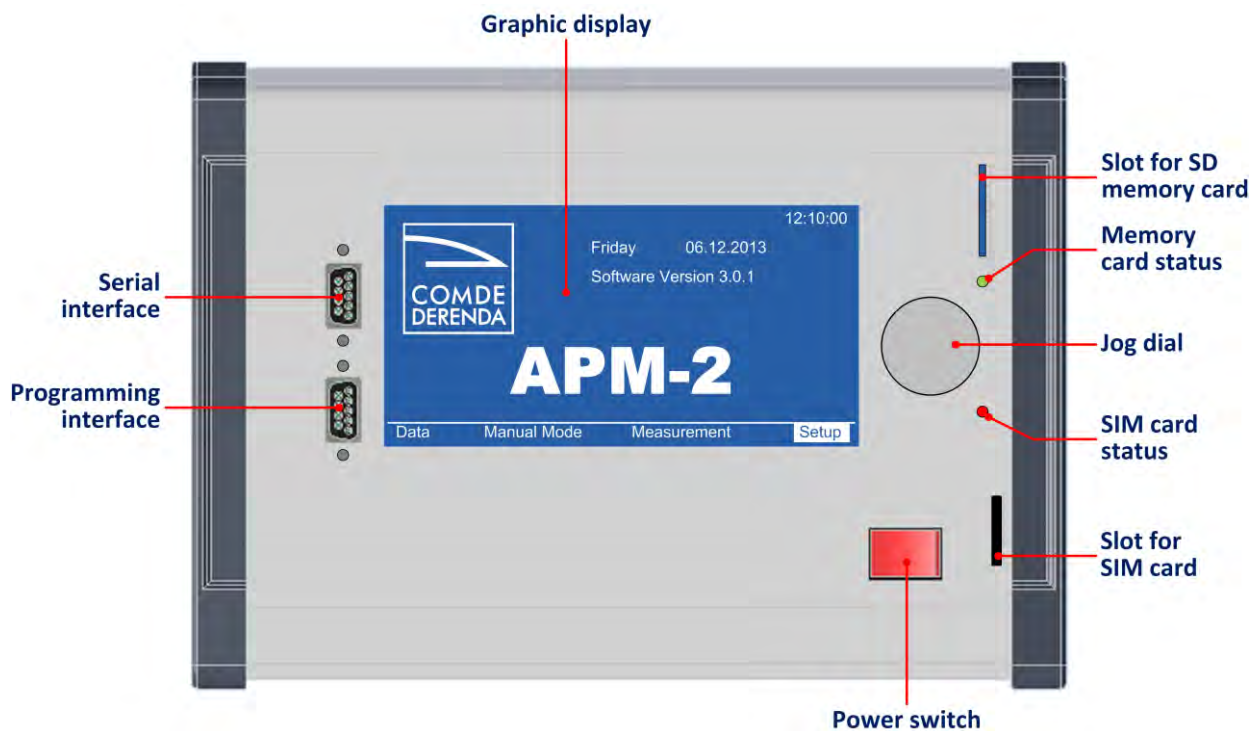 Graphic display
Slot for SD
memory card
Memory
card status
Serial
interface
Programming
interface
12:10:00
Friday 06.12.2013
Software Version 3.0.1
COMDE
DERENDA
APM-2
Data Manual Mode Measurement Setup
Jog dial
SIM card
status
Slot for
SIM card
Power switch